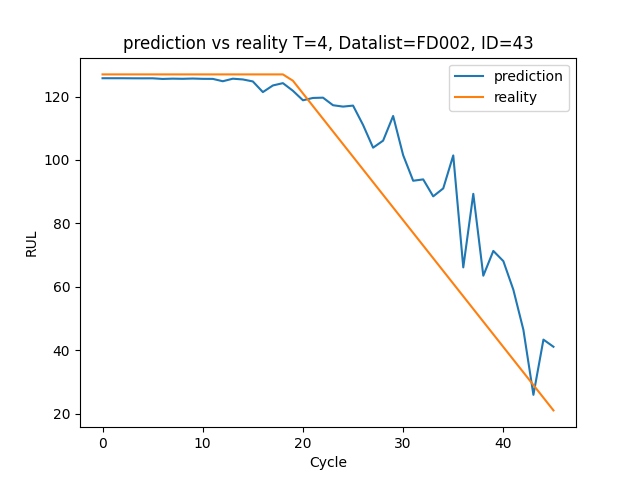 prediction vs reality T=4, Datalist=FD002, ID=43
prediction
reality
120
100
80
60
40
20
RUL
0 10 20 30 40
Cycle